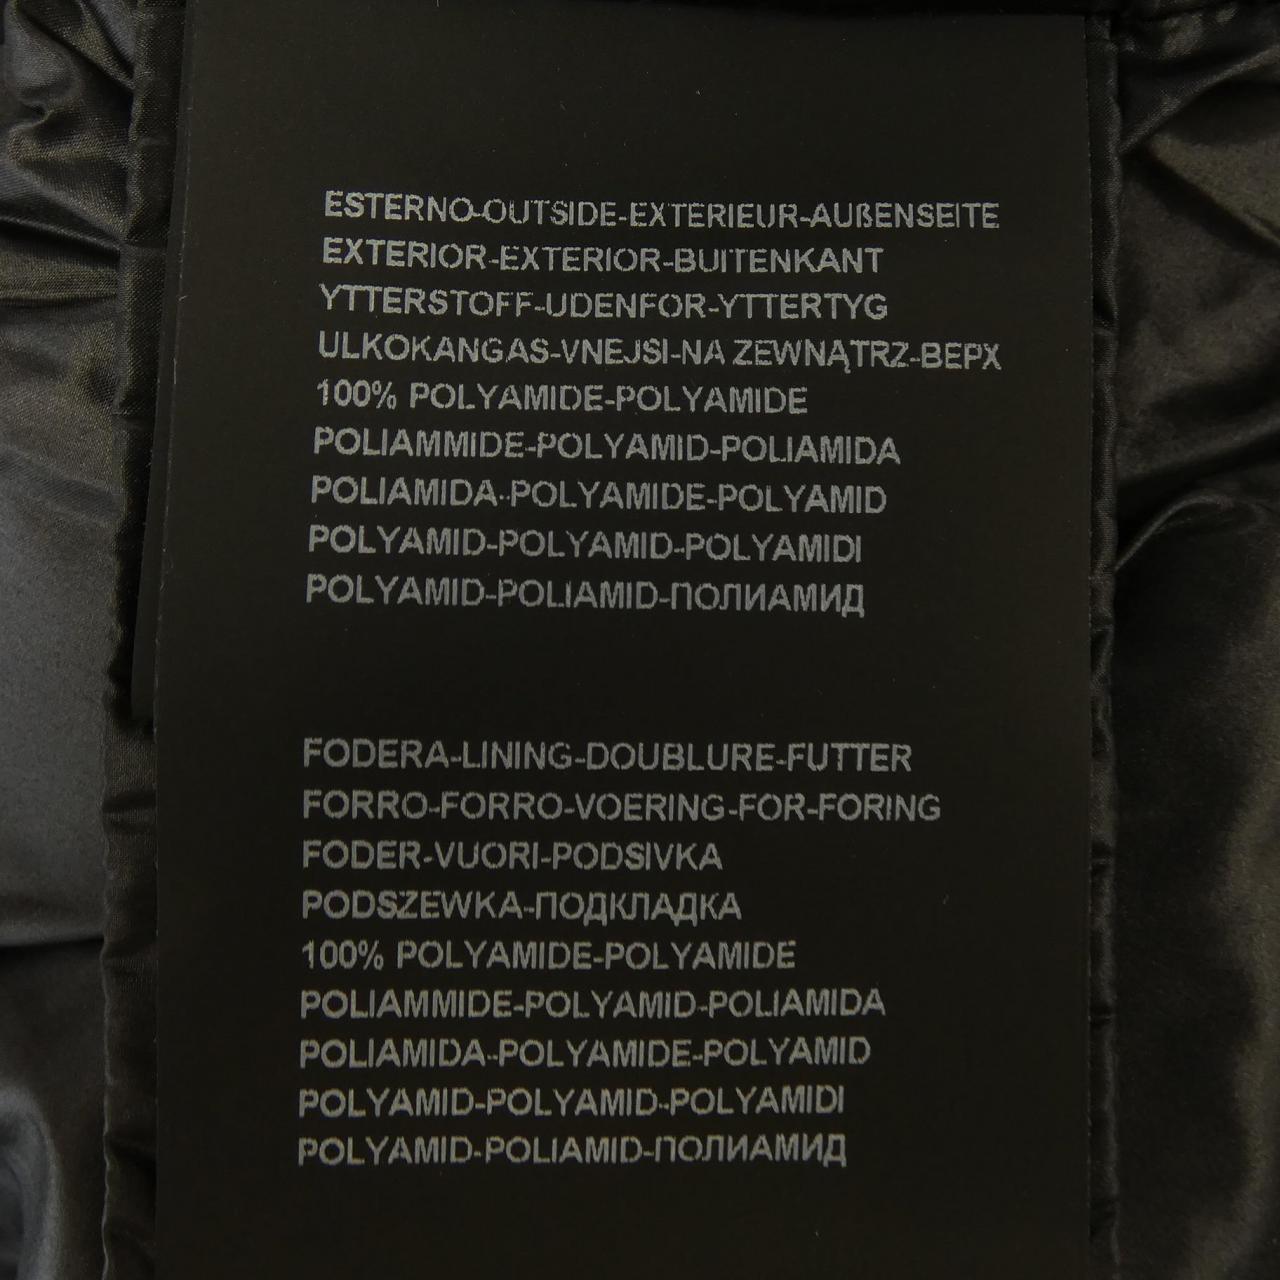 ESTERNO-OUTSIDE-EXTERIEUR-AUßENSEITE
EXTERIOR-EXTERIOR-BUITENKANT
YTTERSTOFF-UDENFOR-YTTERTYG
ULKOKANGAS-VNEJSI-NA ZEWNĄTRZ-ВЕРХ
100% POLYAMIDE-POLYAMIDE
POLIAMMIDE-POLYAMID-POLIAMIDA
POLIAMIDA-POLYAMIDE-POLYAMID
POLYAMID-POLYAMID-POLYAMIDI
POLYAMID-POLIAMID-ПОЛИАМИД
FODERA-LINING-DOUBLURE-FUTTER
FORRO-FORRO-VOERING-FOR-FORING
FODER-VUORI-PODSIVKA
PODSZEWKA-ПОДКЛАДКА
100% POLYAMIDE-POLYAMIDE
POLIAMMIDE-POLYAMID-POLIAMIDA
POLIAMIDA-POLYAMIDE-POLYAMID
POLYAMID-POLYAMID-POLYAMIDI
POLYAMID-POLIAMID-ПОЛИАМИД